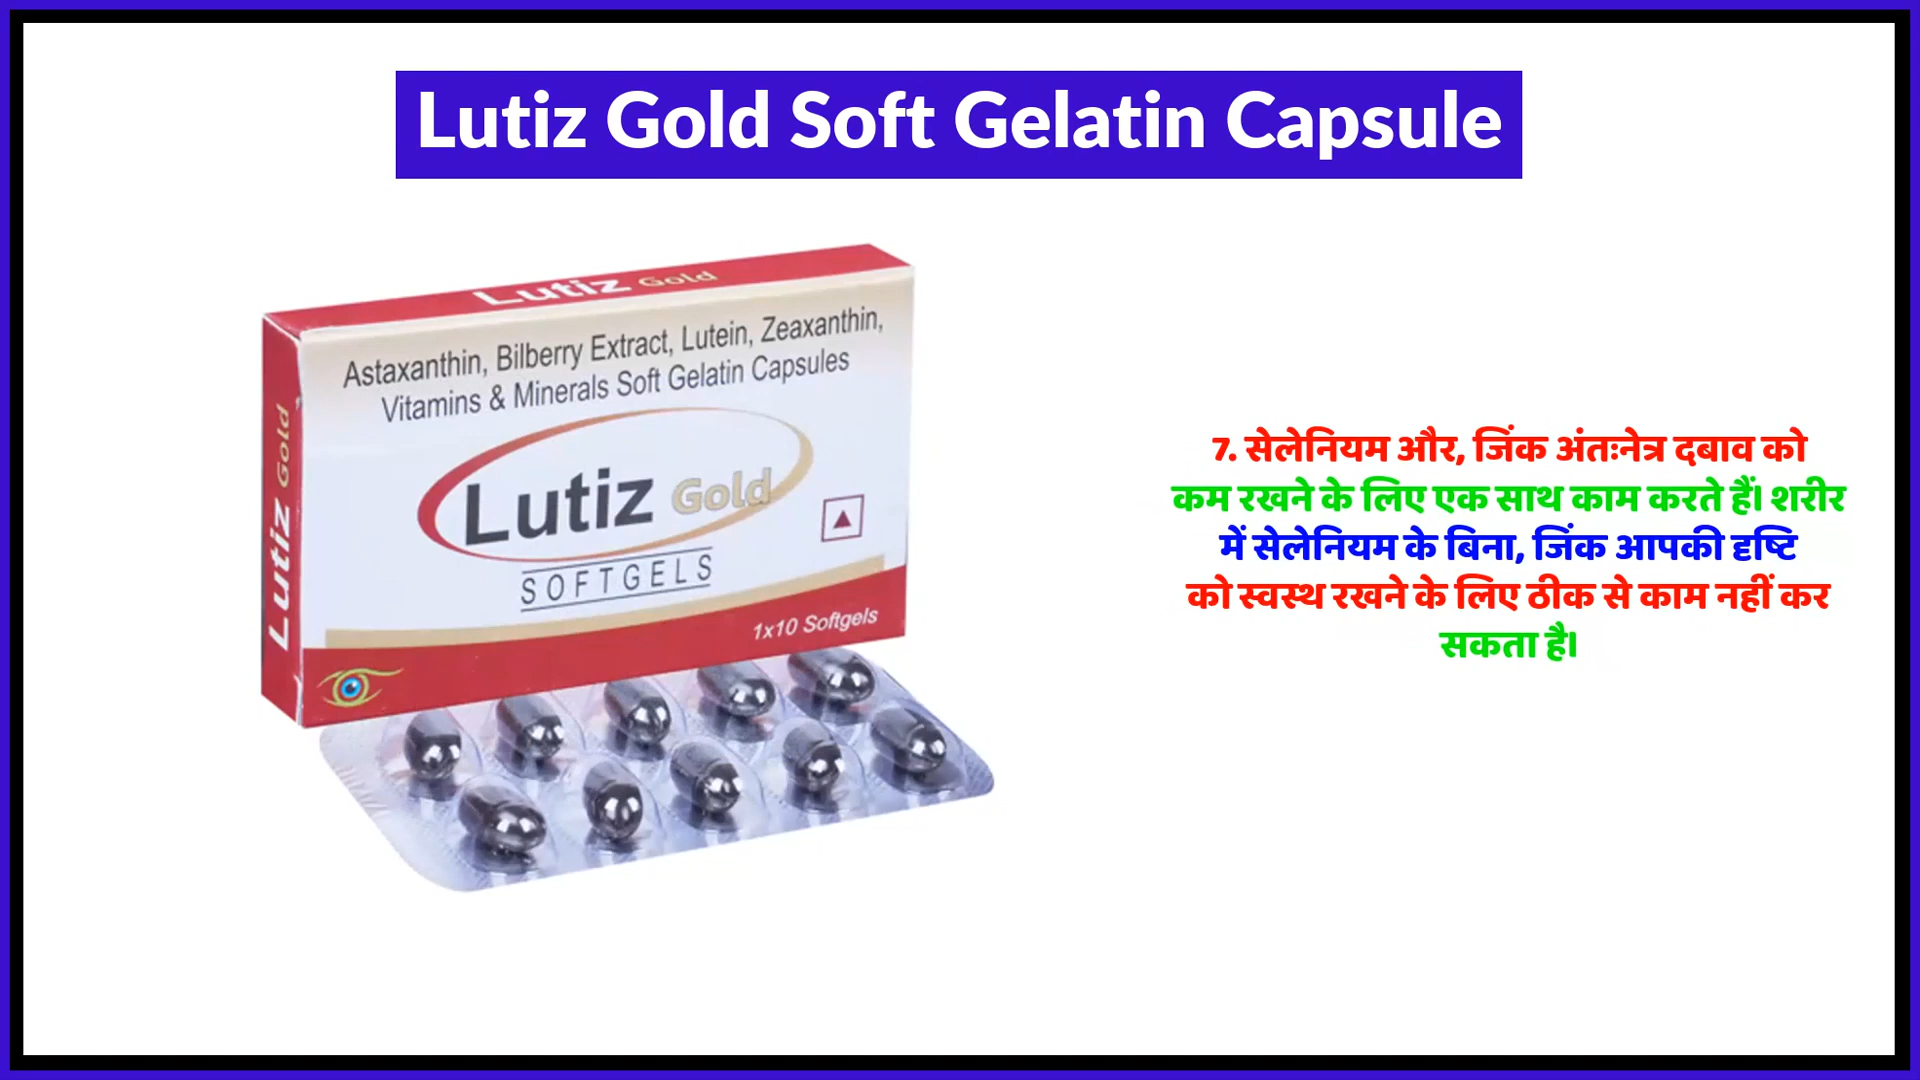 Lutiz Gold Soft Gelatin Capsule
Lutiz Gold
Astaxanthin, Bilberry Extract, Lutein, Zeaxanthin,
Vitamins & Minerals Soft Gelatin Capsules
Lutiz Gold
Lutiz Gold
SOFTGELS
1x10 Softgels
7. सेलेनियम और, जिंक अंतःनेत्र दबाव को
कम रखने के लिए एक साथ काम करते हैं। शरीर
में सेलेनियम के बिना, जिंक आपकी दृष्टि
को स्वस्थ रखने के लिए ठीक से काम नहीं कर
सकता है।